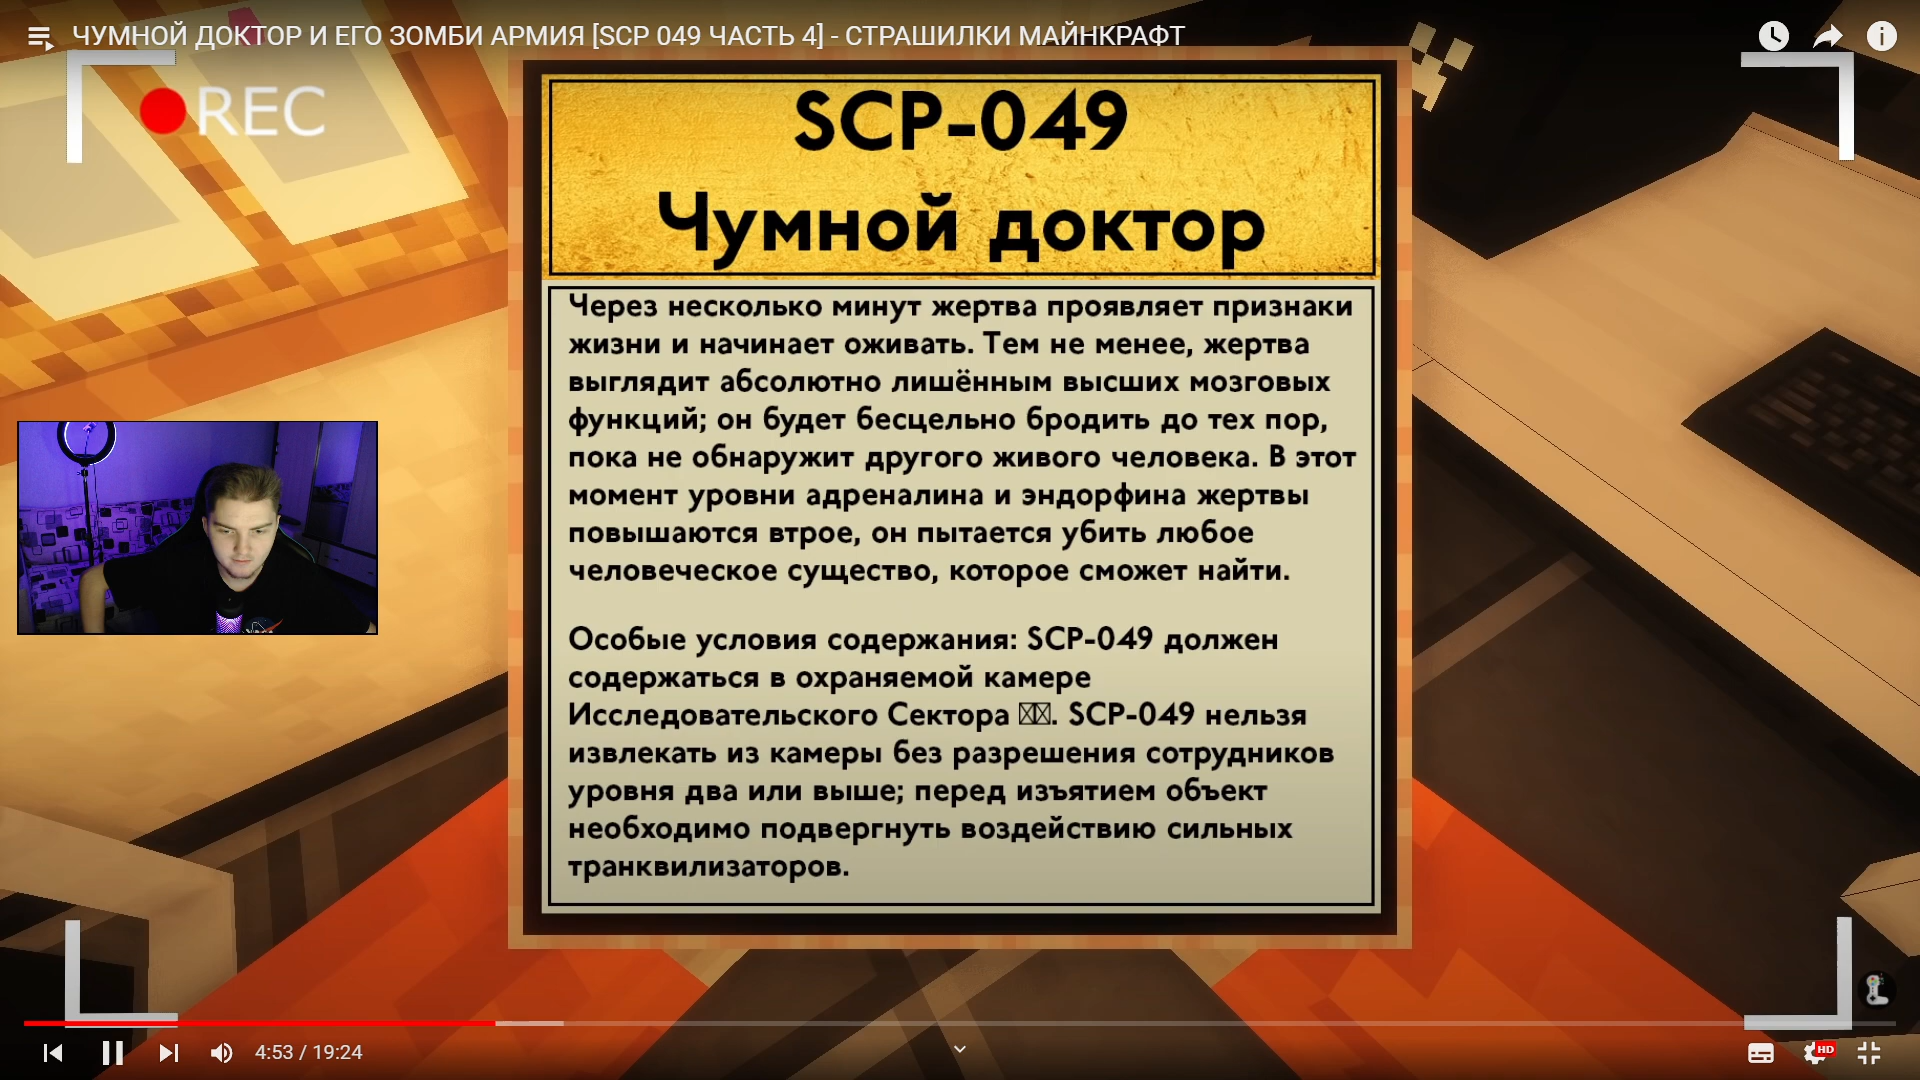 ЧУМНОЙ ДОКТОР И ЕГО ЗОМБИ АРМИЯ [SCP 049 ЧАСТЬ 4] - СТРАШИЛКИ МАЙНКРАФТ
REC
SCP-049
Чумной доктор
Через несколько минут жертва проявляет признаки
жизни и начинает оживать. Тем не менее, жертва
выглядит абсолютно лишённым высших мозговых
функций; он будет бесцельно бродить до тех пор,
пока не обнаружит другого живого человека. В этот
момент уровни адреналина и эндорфина жертвы
повышаются втрое, он пытается убить любое
человеческое существо, которое сможет найти.
Особые условия содержания: SCP-049 должен
содержаться в охраняемой камере
Исследовательского Сектора ☒☒. SCP-049 нельзя
извлекать из камеры без разрешения сотрудников
уровня два или выше; перед изъятием объект
необходимо подвергнуть воздействию сильных
транквилизаторов.
4:53 / 19:24
HD